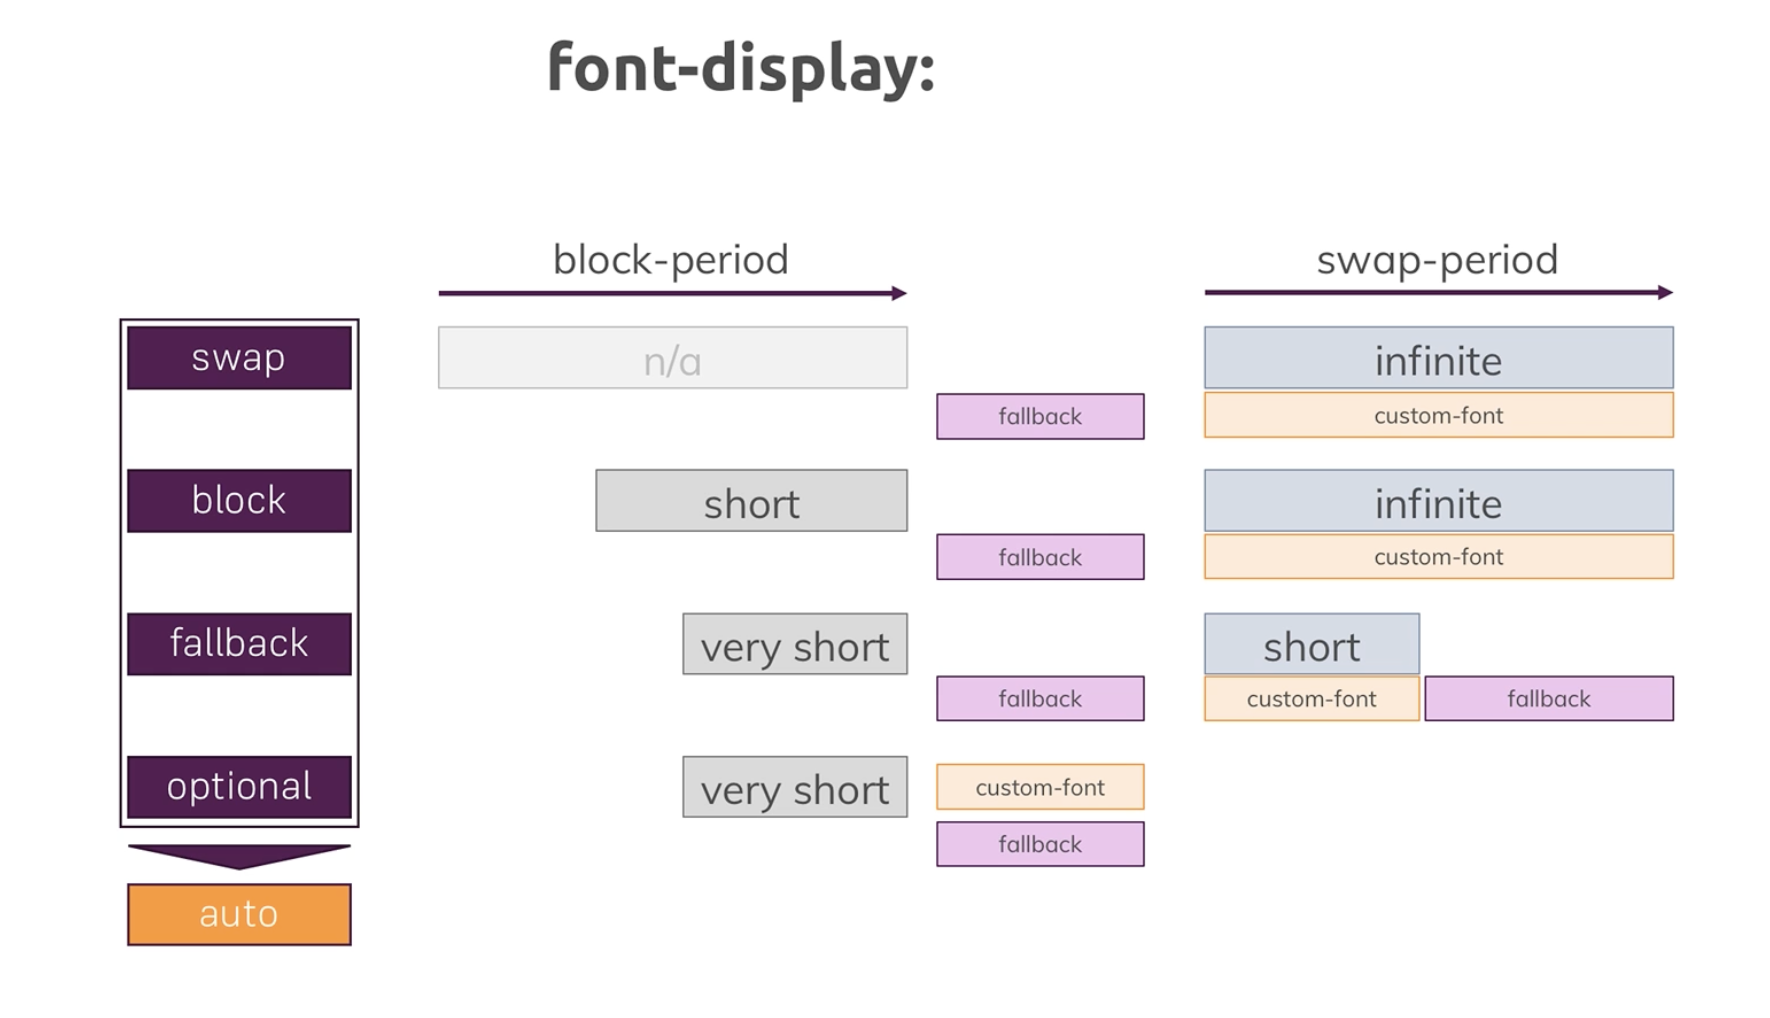 font-display:
block-period
swap-period
swap
n/a
infinite
fallback
custom-font
block
short
infinite
fallback
custom-font
fallback
very short
short
fallback
custom-font
fallback
optional
very short
custom-font
fallback
auto